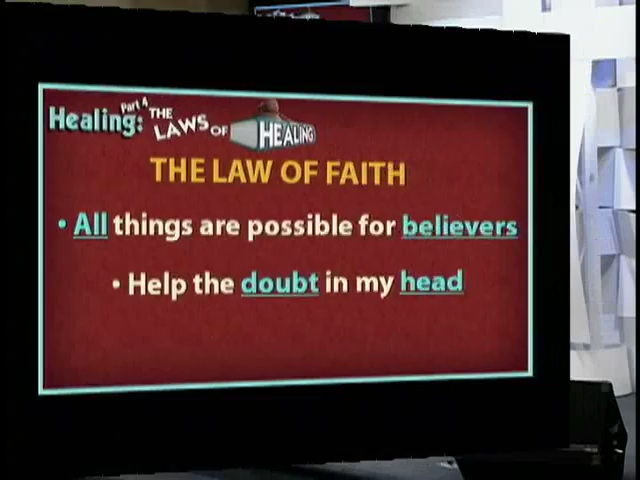 Part 4
Healing: THE LAWS OF HEALING
THE LAW OF FAITH
• All things are possible for believers
• Help the doubt in my head